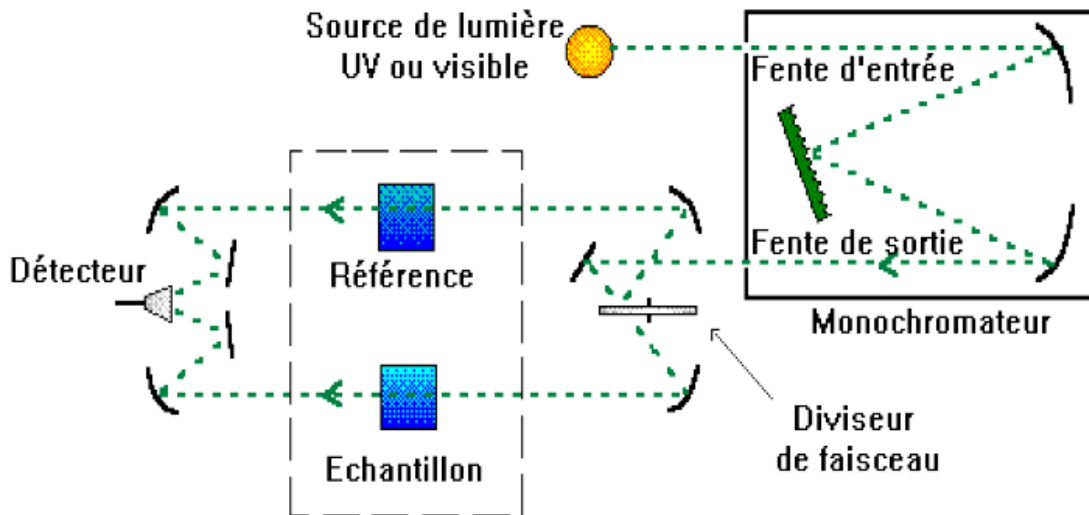 Source de lumière
UV ou visible
Fente d'entrée
Fente de sortie
Monochromateur
Détecteur
Référence
Echantillon
Diviseur
de faisceau